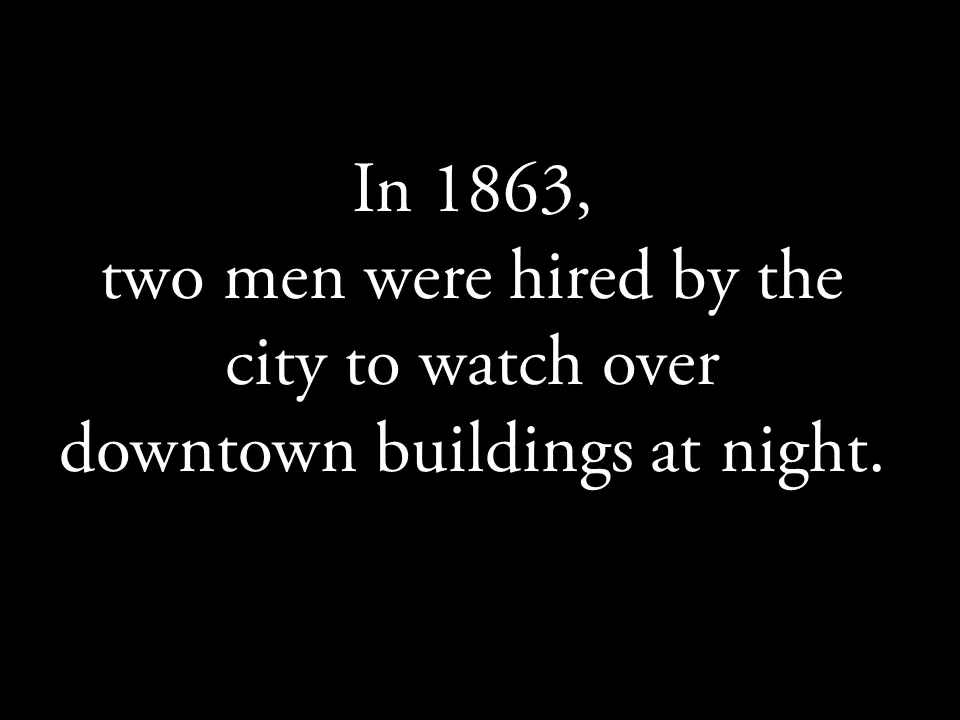 In 1863,
two men were hired by the
city to watch over
downtown buildings at night.